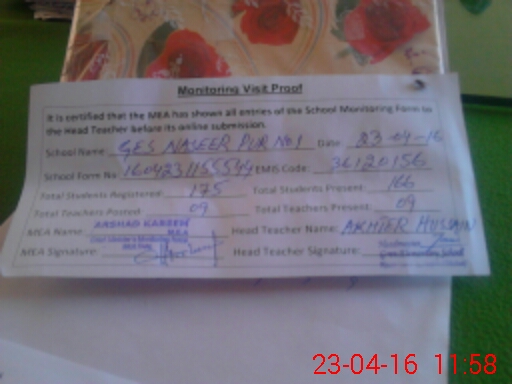 Monitoring Visit Proof
It is certified that the MEA has shown all entries of the School Monitoring Form to
the Head Teacher before its online submission.
School Name: GES NASEER PUR NO1 Date 23-04-16
School Form No EMIS Code: 36120156
Total Students Registered: 175 Total Students Present: 166
Total Teachers Posted: 09 Total Teachers Present: 09
MEA Name: ARSHAD KAREEM Head Teacher Name: AKHTER HUSSAIN
MEA Signature: Head Teacher Signature:
23-04-16 11:58